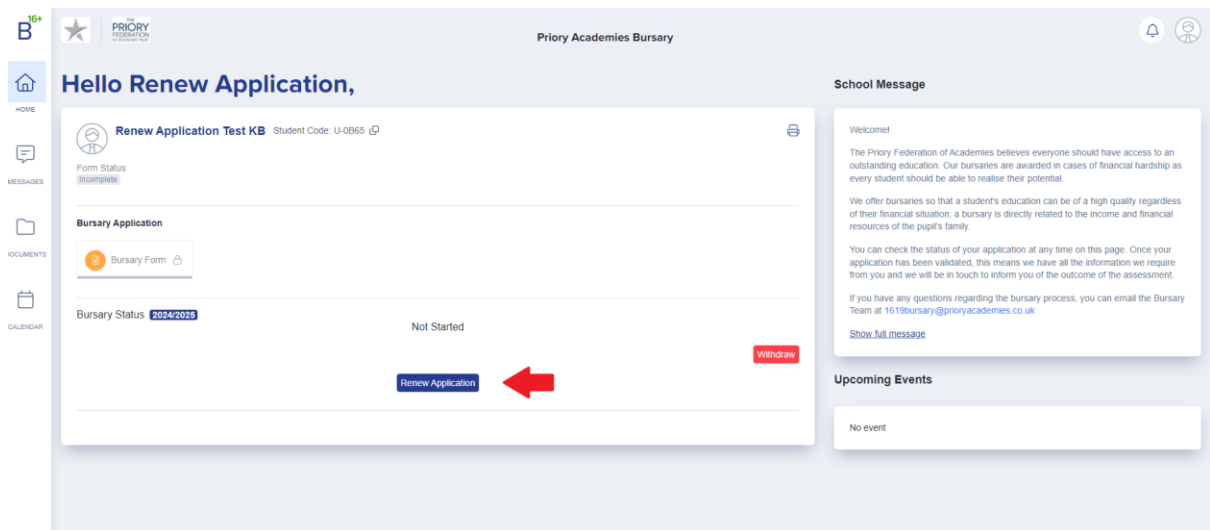 B16+
THE
PRIORY
FEDERATION
OF ACADEMIES TRUST
Priory Academies Bursary
HOME
MESSAGES
DOCUMENTS
CALENDAR
Hello Renew Application,
Renew Application Test KB Student Code: U-0B65
Form Status
Incomplete
Bursary Application
Bursary Form
Bursary Status 2024/2025
Not Started
Withdraw
Renew Application
School Message
Welcome!
The Priory Federation of Academies believes everyone should have access to an
outstanding education. Our bursaries are awarded in cases of financial hardship as
every student should be able to realise their potential.
We offer bursaries so that a student's education can be of a high quality regardless
of their financial situation; a bursary is directly related to the income and financial
resources of the pupil's family.
You can check the status of your application at any time on this page. Once your
application has been validated, this means we have all the information we require
from you and we will be in touch to inform you of the outcome of the assessment.
If you have any questions regarding the bursary process, you can email the Bursary
Team at 1619bursary@prioryacademies.co.uk
Show full message
Upcoming Events
No event